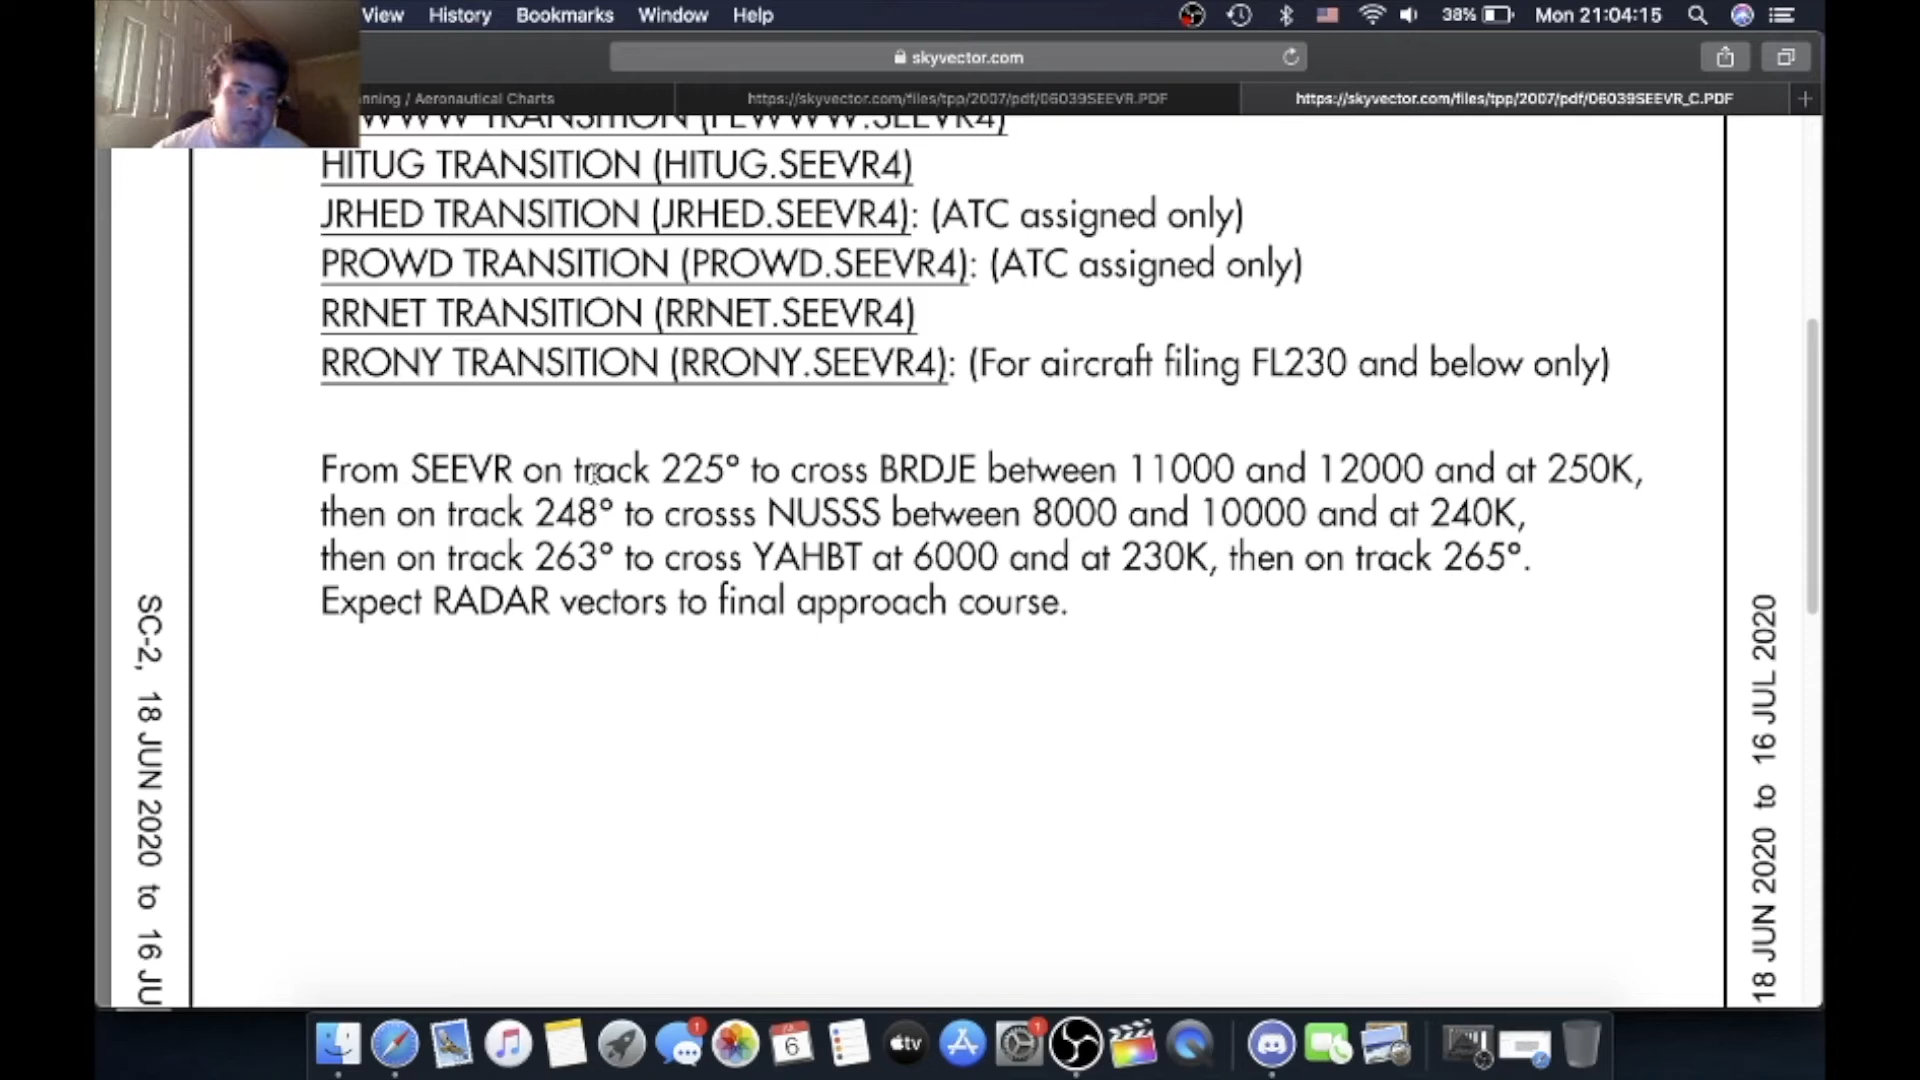 View History Bookmarks Window Help 38% Mon 21:04:15
skyvector.com
nning / Aeronautical Charts https://skyvector.com/files/tpp/2007/pdf/06039SEEVR.PDF https://skyvector.com/files/tpp/2007/pdf/06039SEEVR_C.PDF
HITUG TRANSITION (HITUG.SEEVR4)
JRHED TRANSITION (JRHED.SEEVR4): (ATC assigned only)
PROWD TRANSITION (PROWD.SEEVR4): (ATC assigned only)
RRNET TRANSITION (RRNET.SEEVR4)
RRONY TRANSITION (RRONY.SEEVR4): (For aircraft filing FL230 and below only)
From SEEVR on track 225° to cross BRDJE between 11000 and 12000 and at 250K,
then on track 248° to crosss NUSSS between 8000 and 10000 and at 240K,
then on track 263° to cross YAHBT at 6000 and at 230K, then on track 265°.
Expect RADAR vectors to final approach course.
SC-2, 18 JUN 2020 to 16 JU
18 JUN 2020 to 16 JUL 2020
1
6
tv
1